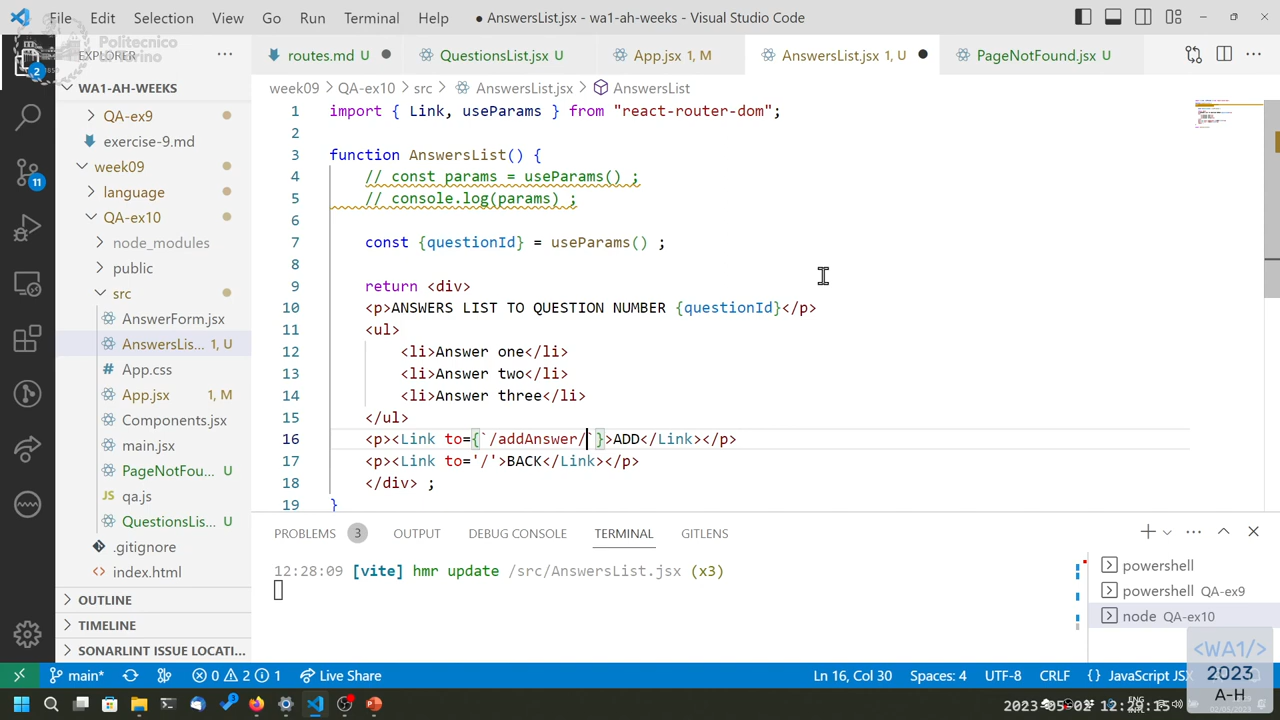 File Edit Selection View Go Run Terminal Help ● AnswersList.jsx - wa1-ah-weeks - Visual Studio Code
Politecnico
EXPLORER ···
routes.md U ● QuestionsList.jsx U App.jsx 1, M AnswersList.jsx 1, U ● PageNotFound.jsx U ···
2
WA1-AH-WEEKS
week09 > QA-ex10 > src > AnswersList.jsx > AnswersList
QA-ex9
exercise-9.md
week09
language
QA-ex10
node_modules
public
src
AnswerForm.jsx
AnswersLis... 1, U
App.css
App.jsx 1, M
Components.jsx
main.jsx
PageNotFou... U
JS qa.js
QuestionsLis... U
.gitignore
index.html
OUTLINE
TIMELINE
SONARLINT ISSUE LOCATI...
11
1 import { Link, useParams } from "react-router-dom";
2
3 function AnswersList() {
4 // const params = useParams() ;
5 // console.log(params) ;
6
7 const {questionId} = useParams() ;
8
9 return <div>
10 <p>ANSWERS LIST TO QUESTION NUMBER {questionId}</p>
11 <ul>
12 <li>Answer one</li>
13 <li>Answer two</li>
14 <li>Answer three</li>
15 </ul>
16 <p><Link to={`/addAnswer/`}>ADD</Link></p>
17 <p><Link to='/'>BACK</Link></p>
18 </div> ;
19 }
PROBLEMS 3 OUTPUT DEBUG CONSOLE TERMINAL GITLENS
12:28:09 [vite] hmr update /src/AnswersList.jsx (x3)
powershell
powershell QA-ex9
node QA-ex10
<WA1/>
2023
A-H
main* 0 2 1 Live Share Ln 16, Col 30 Spaces: 4 UTF-8 CRLF {} JavaScript JSX
ENG